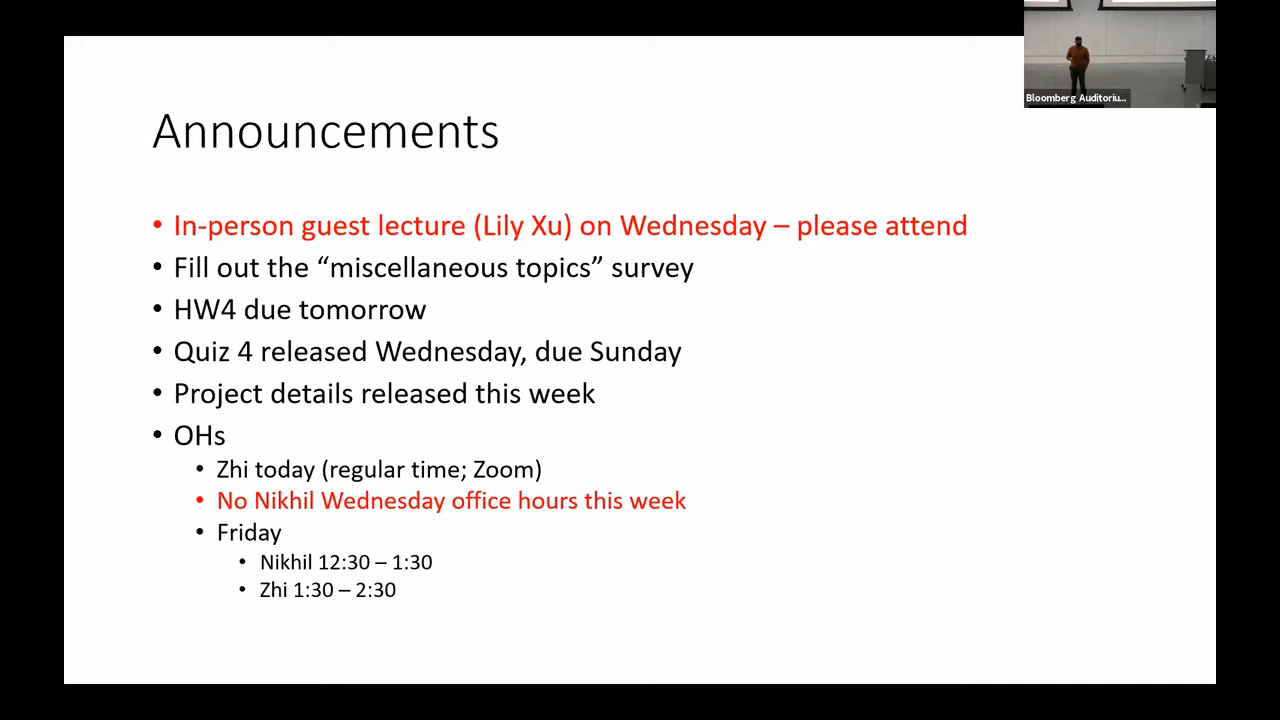 Bloomberg Auditoriu...
Announcements
• In-person guest lecture (Lily Xu) on Wednesday – please attend
• Fill out the “miscellaneous topics” survey
• HW4 due tomorrow
• Quiz 4 released Wednesday, due Sunday
• Project details released this week
• OHs
• Zhi today (regular time; Zoom)
• No Nikhil Wednesday office hours this week
• Friday
• Nikhil 12:30 – 1:30
• Zhi 1:30 – 2:30